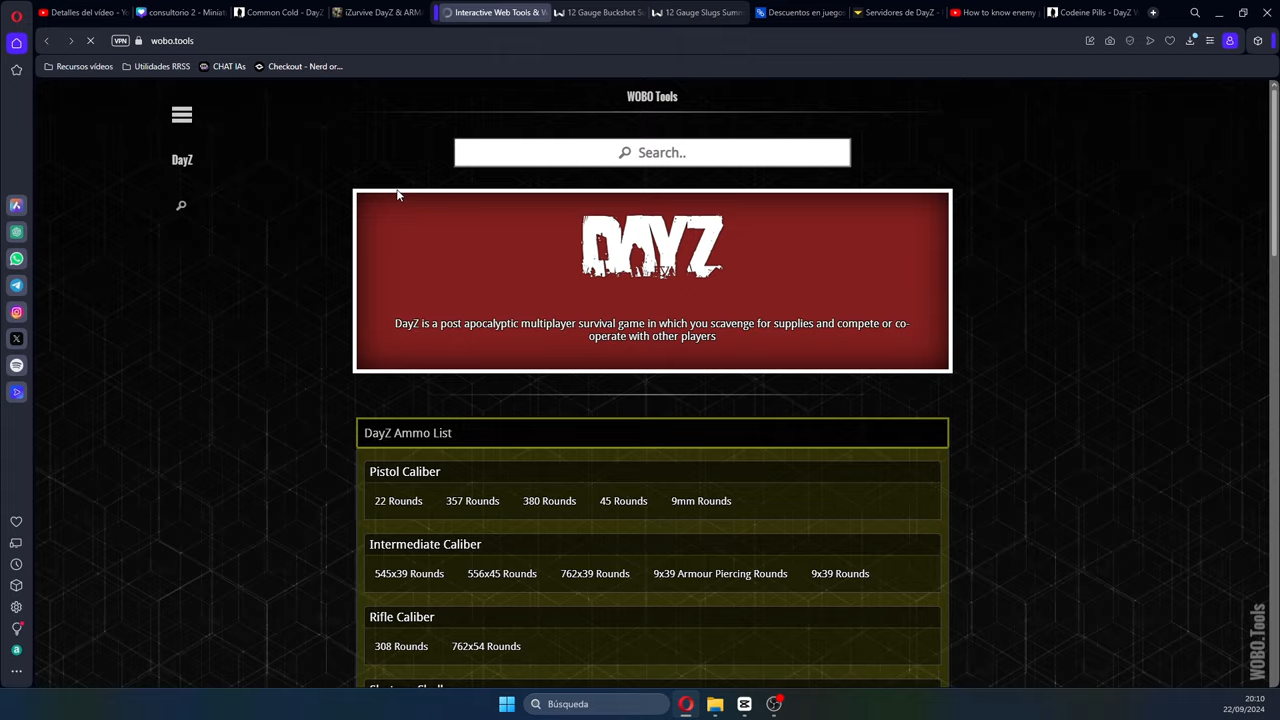 Detalles del vídeo - Yo
consultorio 2 - Miniat
Common Cold - DayZ
iZurvive DayZ & ARM
Interactive Web Tools & W
12 Gauge Buckshot Su
12 Gauge Slugs Summ
Descuentos en juegos
Servidores de DayZ -
How to know enemy
Codeine Pills - DayZ W
VPN
wobo.tools
Recursos vídeos
Utilidades RRSS
CHAT IAs
Checkout - Nerd or...
WOBO Tools
DayZ
Search..
DAYZ
DayZ is a post apocalyptic multiplayer survival game in which you scavenge for supplies and compete or co-
operate with other players
DayZ Ammo List
Pistol Caliber
22 Rounds
357 Rounds
380 Rounds
45 Rounds
9mm Rounds
Intermediate Caliber
545x39 Rounds
556x45 Rounds
762x39 Rounds
9x39 Armour Piercing Rounds
9x39 Rounds
Rifle Caliber
308 Rounds
762x54 Rounds
WOBO.Tools
Búsqueda
20:10
22/09/2024